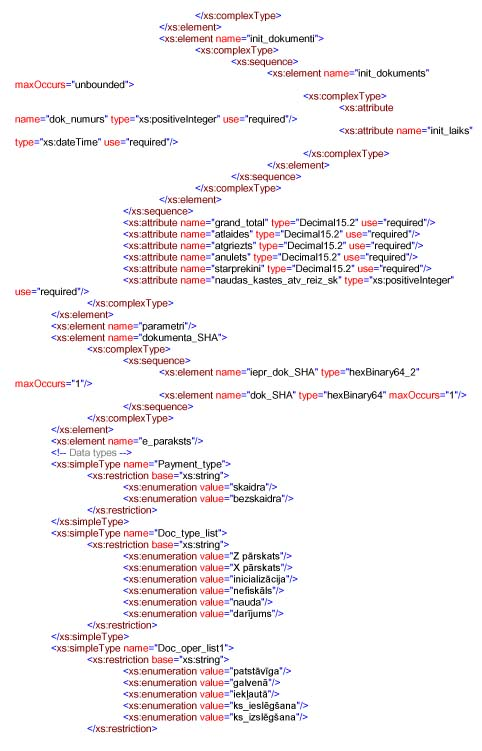 </xs:complexType>
</xs:element>
<xs:element name="init_dokumenti">
<xs:complexType>
<xs:sequence>
<xs:element name="init_dokuments"
maxOccurs="unbounded">
<xs:complexType>
<xs:attribute
name="dok_numurs" type="xs:positiveInteger" use="required"/>
<xs:attribute name="init_laiks"
type="xs:dateTime" use="required"/>
</xs:complexType>
</xs:element>
</xs:sequence>
</xs:complexType>
</xs:element>
</xs:sequence>
<xs:attribute name="grand_total" type="Decimal15.2" use="required"/>
<xs:attribute name="atlaides" type="Decimal15.2" use="required"/>
<xs:attribute name="atgriezts" type="Decimal15.2" use="required"/>
<xs:attribute name="anulets" type="Decimal15.2" use="required"/>
<xs:attribute name="starprekini" type="Decimal15.2" use="required"/>
<xs:attribute name="naudas_kastes_atv_reiz_sk" type="xs:positiveInteger"
use="required"/>
</xs:complexType>
</xs:element>
<xs:element name="parametri"/>
<xs:element name="dokumenta_SHA">
<xs:complexType>
<xs:sequence>
<xs:element name="iepr_dok_SHA" type="hexBinary64_2"
maxOccurs="1"/>
<xs:element name="dok_SHA" type="hexBinary64" maxOccurs="1"/>
</xs:sequence>
</xs:complexType>
</xs:element>
<xs:element name="e_paraksts"/>
<!-- Data types -->
<xs:simpleType name="Payment_type">
<xs:restriction base="xs:string">
<xs:enumeration value="skaidra"/>
<xs:enumeration value="bezskaidra"/>
</xs:restriction>
</xs:simpleType>
<xs:simpleType name="Doc_type_list">
<xs:restriction base="xs:string">
<xs:enumeration value="Z pārskats"/>
<xs:enumeration value="X pārskats"/>
<xs:enumeration value="inicializācija"/>
<xs:enumeration value="nefiskāls"/>
<xs:enumeration value="nauda"/>
<xs:enumeration value="darījums"/>
</xs:restriction>
</xs:simpleType>
<xs:simpleType name="Doc_oper_list1">
<xs:restriction base="xs:string">
<xs:enumeration value="patstāvīga"/>
<xs:enumeration value="galvenā"/>
<xs:enumeration value="iekļautā"/>
<xs:enumeration value="ks_ieslēgšana"/>
<xs:enumeration value="ks_izslēgšana"/>
</xs:restriction>